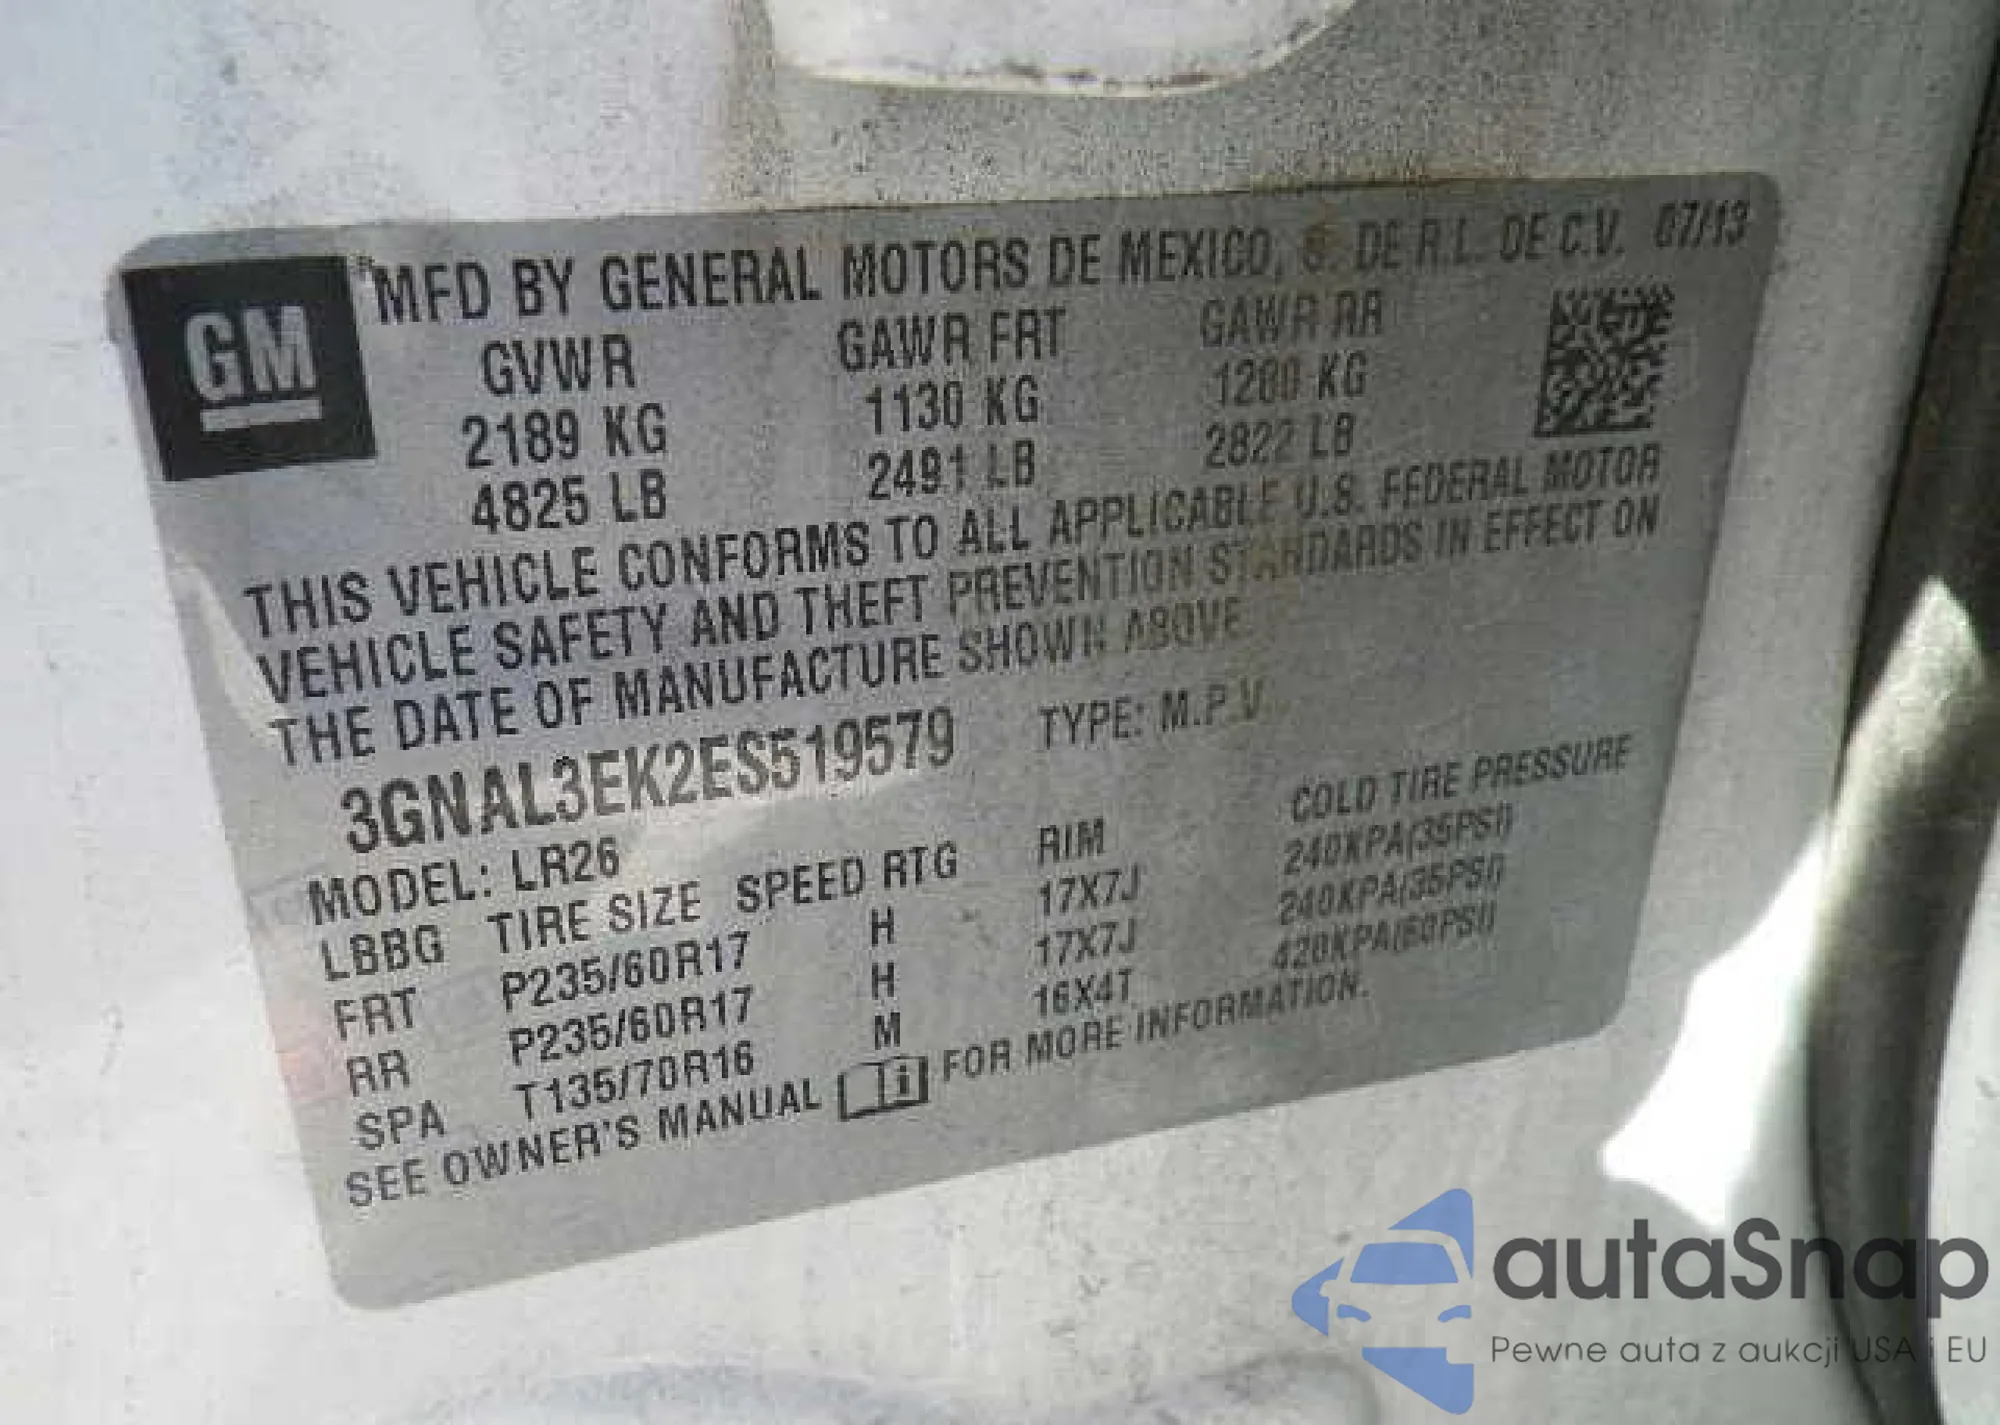 GM
MFD BY GENERAL MOTORS DE MEXICO, S. DE R.L. DE C.V. 07/13
GVWR GAWR FRT GAWR RR
2189 KG 1130 KG 1280 KG
4825 LB 2491 LB 2822 LB
THIS VEHICLE CONFORMS TO ALL APPLICABLE U.S. FEDERAL MOTOR
VEHICLE SAFETY AND THEFT PREVENTION STANDARDS IN EFFECT ON
THE DATE OF MANUFACTURE SHOWN ABOVE
3GNAL3EK2ES519579 TYPE: M.P.V.
MODEL: LR26
LBBG TIRE SIZE SPEED RTG RIM COLD TIRE PRESSURE
FRT P235/60R17 H 17X7J 240KPA(35PSI)
RR P235/60R17 H 17X7J 240KPA(35PSI)
SPA T135/70R16 M 16X4T 420KPA(60PSI)
SEE OWNER'S MANUAL i FOR MORE INFORMATION.
autaSnap
Pewne auta z aukcji USA i EU